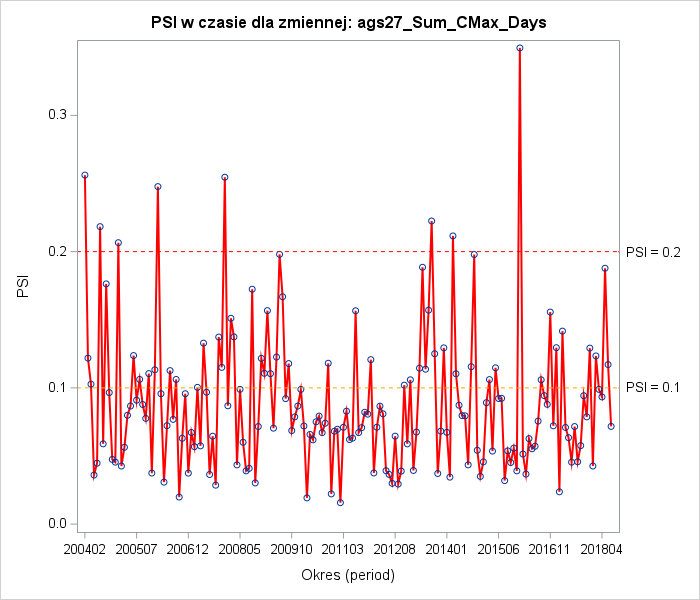 PSI w czasie dla zmiennej: ags27_Sum_CMax_Days
0.3
0.2
PSI = 0.2
PSI
0.1
PSI = 0.1
0.0
200402 200507 200612 200805 200910 201103 201208 201401 201506 201611 201804
Okres (period)